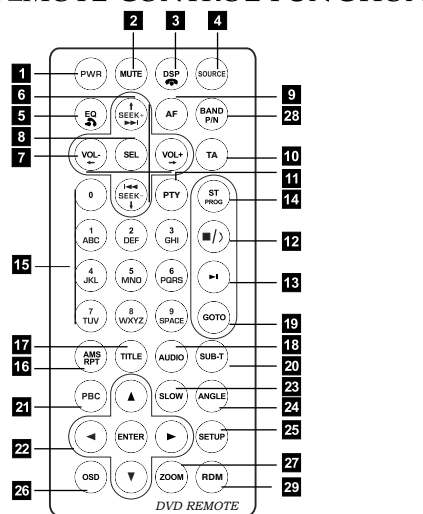 REMOTE CONTROL FUNCTION
2 3 4
1 PWR MUTE DSP SOURCE
6 9
5 EQ SEEK+ AF BAND P/N 28
8
7 VOL- SEL VOL+ TA 10
11
0 SEEK- PTY ST PROG 14
1 ABC 2 DEF 3 GHI 12
15 4 JKL 5 MNO 6 PQRS 13
7 TUV 8 WXYZ 9 SPACE GOTO 19
17 18
16 AMS RPT TITLE AUDIO SUB-T 20
23
21 PBC SLOW ANGLE 24
22 ENTER SETUP 25
27
26 OSD ZOOM RDM 29
DVD REMOTE